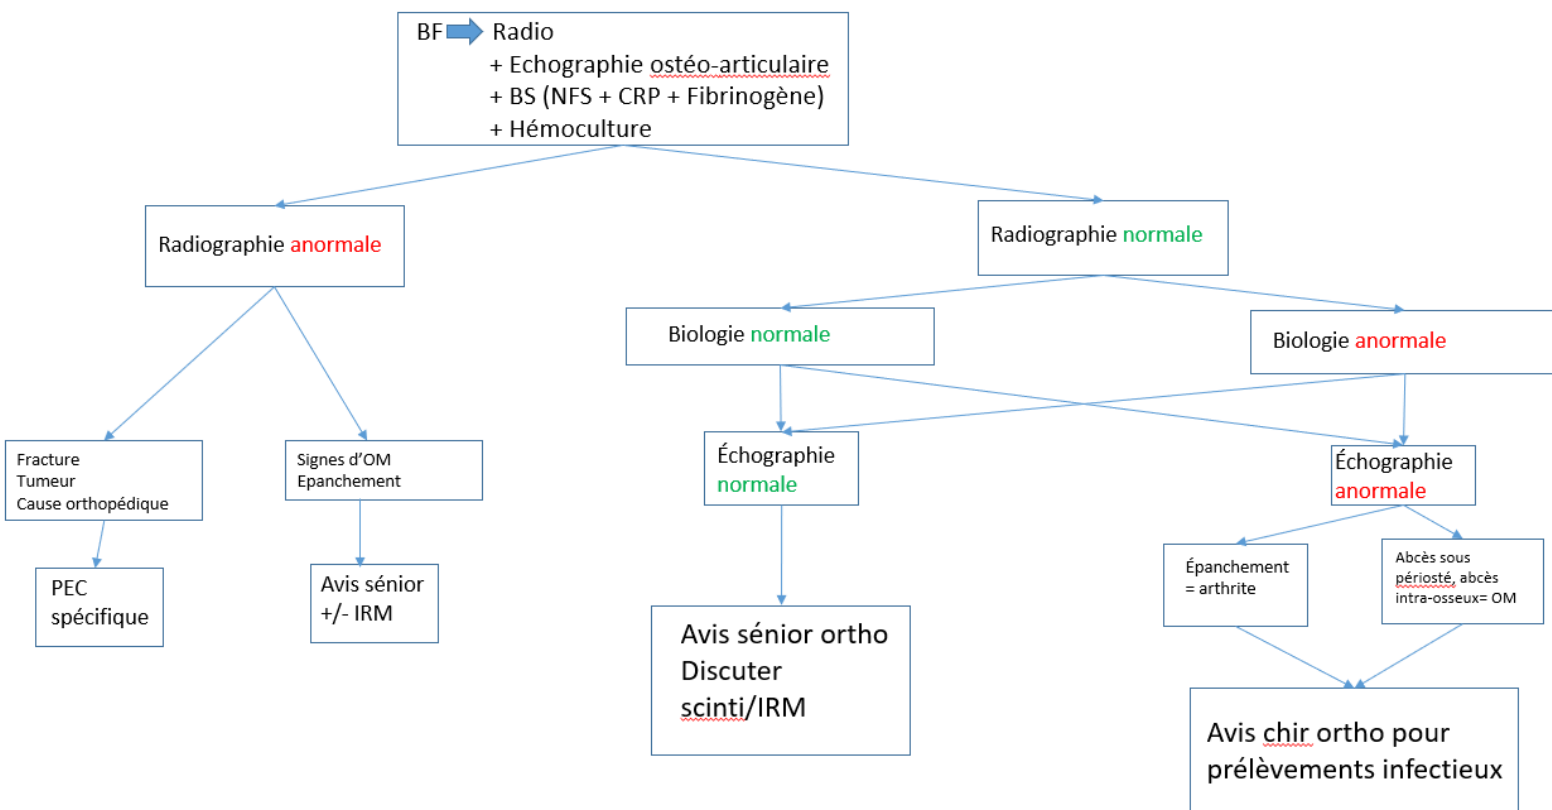 BF Radio
+ Echographie ostéo-articulaire
+ BS (NFS + CRP + Fibrinogène)
+ Hémoculture
Radiographie anormale
Radiographie normale
Biologie normale
Biologie anormale
Fracture
Tumeur
Cause orthopédique
Signes d'OM
Epanchement
Échographie
normale
Échographie
anormale
PEC
spécifique
Avis sénior
+/- IRM
Épanchement
= arthrite
Abcès sous
périosté, abcès
intra-osseux= OM
Avis sénior ortho
Discuter
scinti/IRM
Avis chir ortho pour
prélèvements infectieux